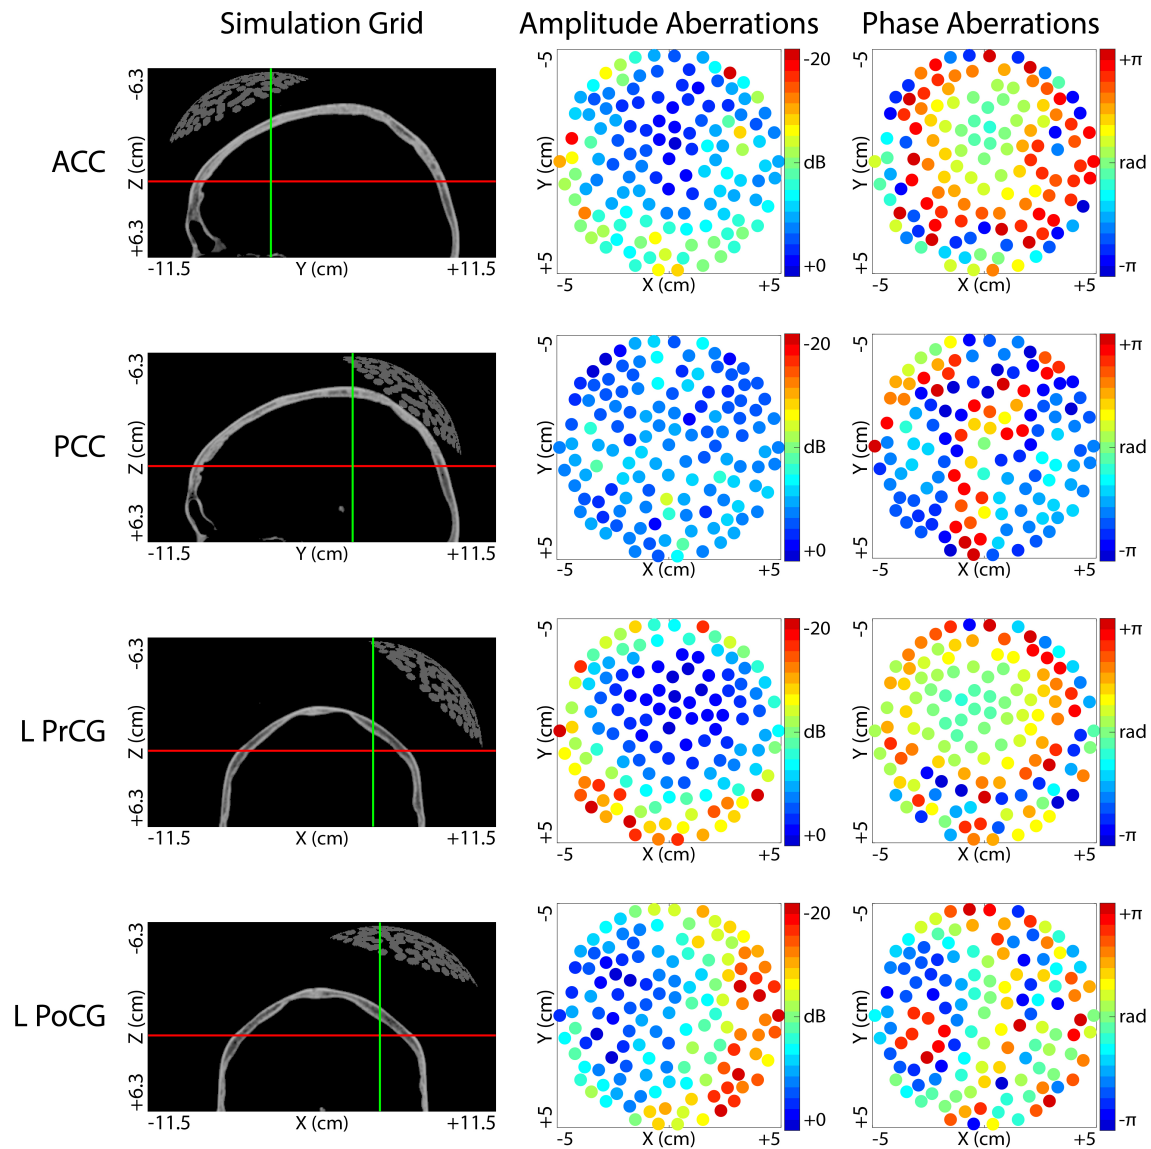 Simulation Grid
Amplitude Aberrations
Phase Aberrations
ACC
-6.3
Z (cm)
+6.3
-11.5
Y (cm)
+11.5
-5
Y (cm)
+5
-5
X (cm)
+5
-20
dB
+0
-5
Y (cm)
+5
-5
X (cm)
+5
+π
rad
-π
PCC
-6.3
Z (cm)
+6.3
-11.5
Y (cm)
+11.5
-5
Y (cm)
+5
-5
X (cm)
+5
-20
dB
+0
-5
Y (cm)
+5
-5
X (cm)
+5
+π
rad
-π
L PrCG
-6.3
Z (cm)
+6.3
-11.5
X (cm)
+11.5
-5
Y (cm)
+5
-5
X (cm)
+5
-20
dB
+0
-5
Y (cm)
+5
-5
X (cm)
+5
+π
rad
-π
L PoCG
-6.3
Z (cm)
+6.3
-11.5
X (cm)
+11.5
-5
Y (cm)
+5
-5
X (cm)
+5
-20
dB
+0
-5
Y (cm)
+5
-5
X (cm)
+5
+π
rad
-π